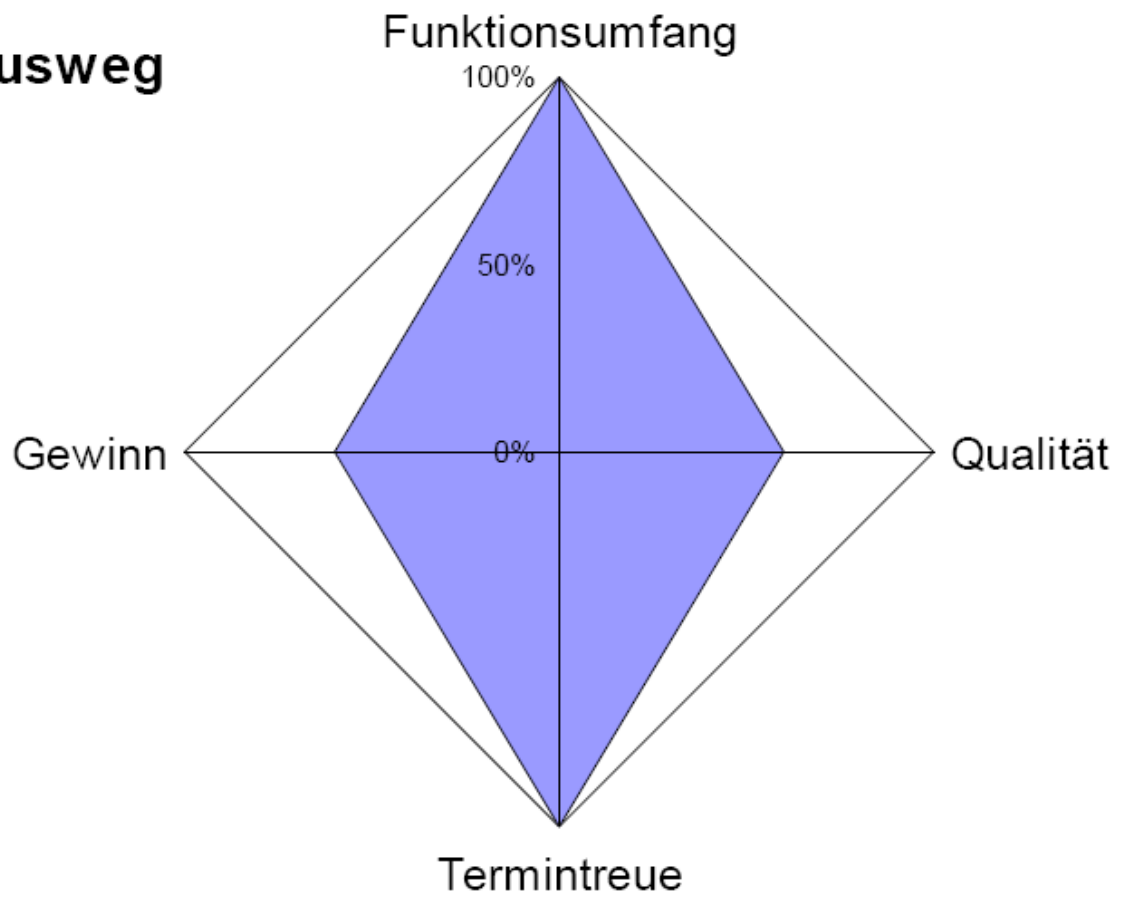 Funktionsumfang
usweg
100%
50%
Gewinn
0%
Qualität
Termintreue